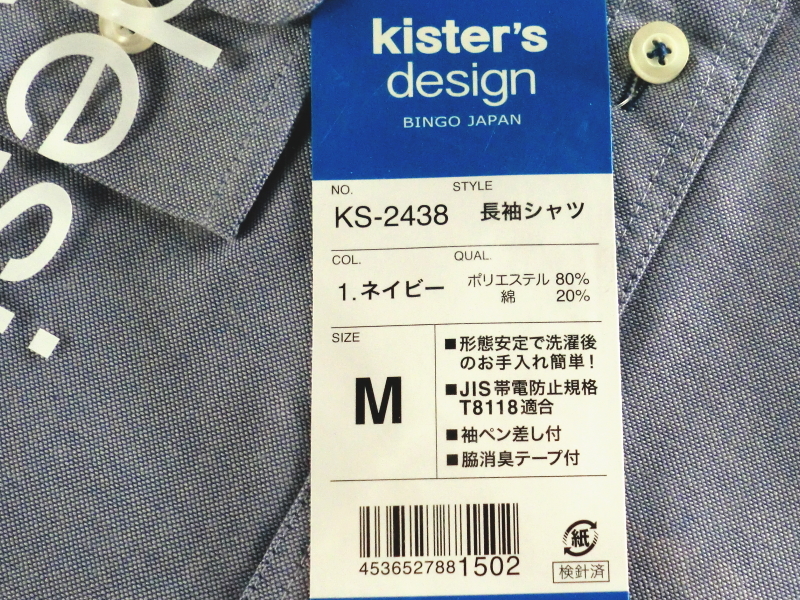 kister's
design
BINGO JAPAN
NO.
STYLE
KS-2438
長袖シャツ
COL.
QUAL.
1. ネイビー
ポリエステル 80%
綿 20%
SIZE
M
■形態安定で洗濯後
のお手入れ簡単！
■JIS帯電防止規格
T8118適合
■袖ペン差し付
■脇消臭テープ付
4536527881502
紙
検針済